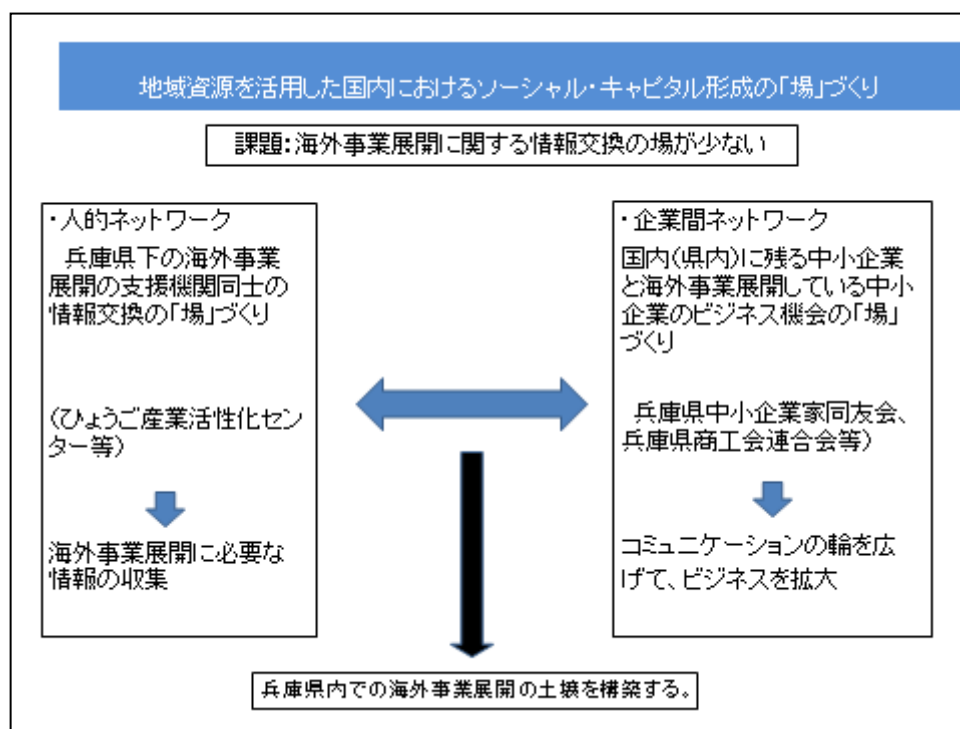 地域資源を活用した国内におけるソーシャル・キャピタル形成の「場」づくり
課題:海外事業展開に関する情報交換の場が少ない
・人的ネットワーク
兵庫県下の海外事業
展開の支援機関同士の
情報交換の「場」づくり
(ひょうご産業活性化セン
ター等)
海外事業展開に必要な
情報の収集
・企業間ネットワーク
国内(県内)に残る中小企業
と海外事業展開している中小
企業のビジネス機会の「場」
づくり
兵庫県中小企業家同友会、
兵庫県商工会連合会等)
コミュニケーションの輪を広
げて、ビジネスを拡大
兵庫県内での海外事業展開の土壌を構築する。